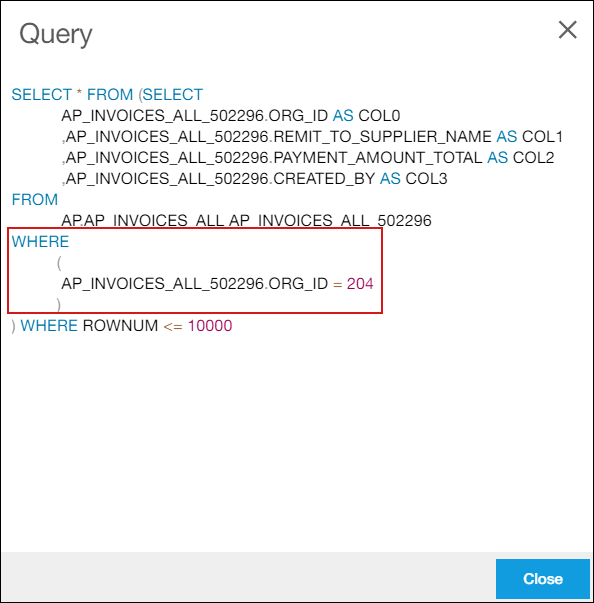 Query
SELECT * FROM (SELECT
AP_INVOICES_ALL_502296.ORG_ID AS COL0
,AP_INVOICES_ALL_502296.REMIT_TO_SUPPLIER_NAME AS COL1
,AP_INVOICES_ALL_502296.PAYMENT_AMOUNT_TOTAL AS COL2
,AP_INVOICES_ALL_502296.CREATED_BY AS COL3
FROM
AP.AP_INVOICES_ALL AP_INVOICES_ALL_502296
WHERE
(
AP_INVOICES_ALL_502296.ORG_ID = 204
)
) WHERE ROWNUM <= 10000
Close